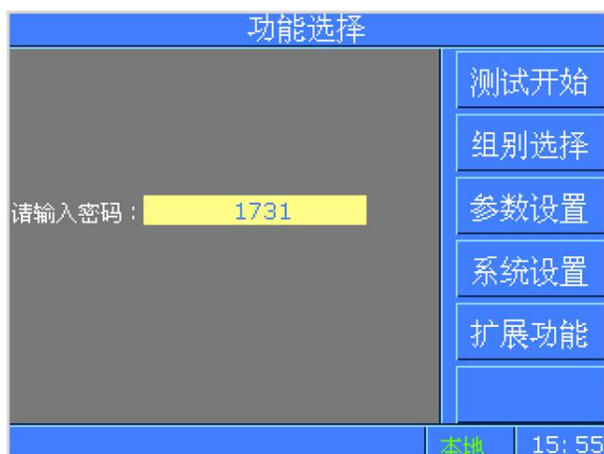 功能选择
测试开始
组别选择
请输入密码：1731
参数设置
系统设置
扩展功能
本地 15:55